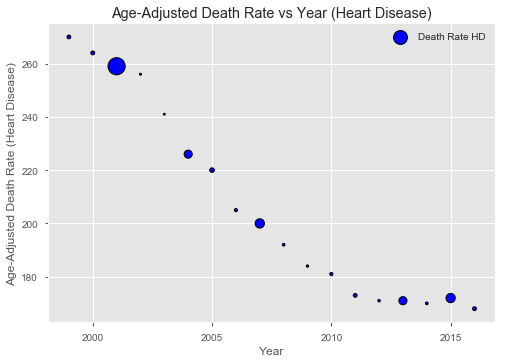 Age-Adjusted Death Rate vs Year (Heart Disease)
Death Rate HD
Age-Adjusted Death Rate (Heart Disease)
260
240
220
200
180
2000
2005
2010
2015
Year